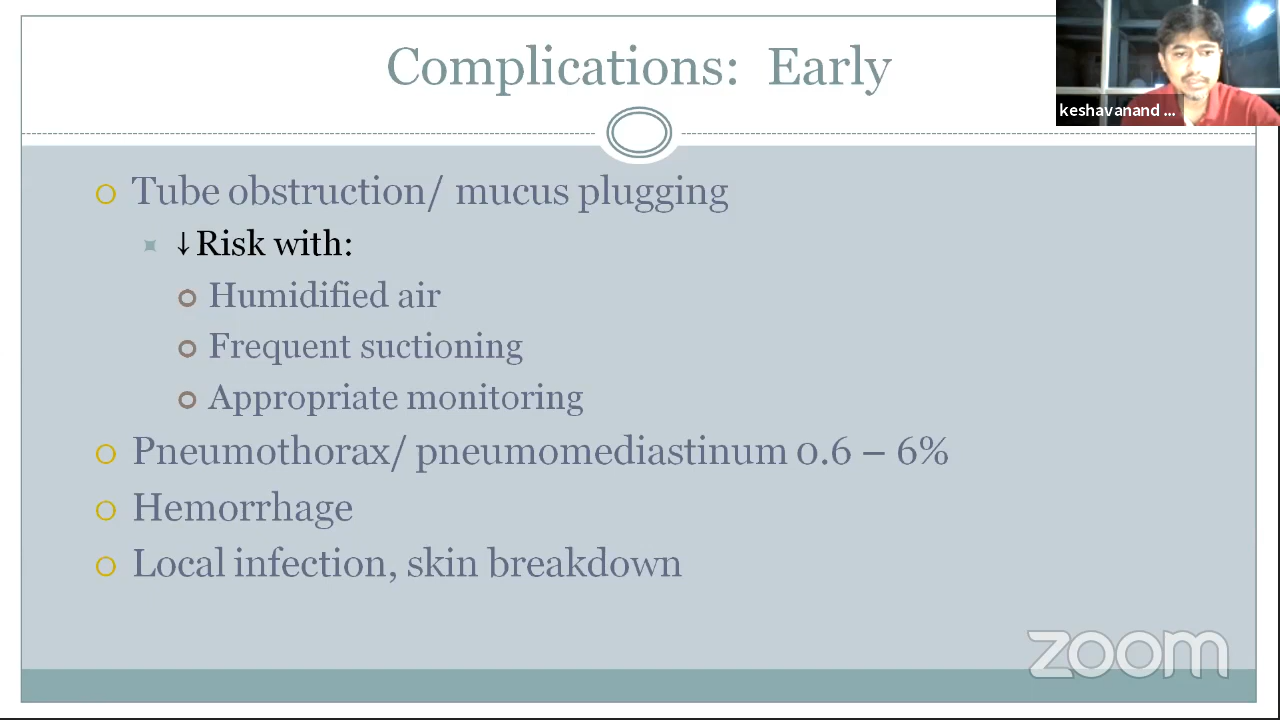 Complications: Early
keshavanand ...
Tube obstruction/ mucus plugging
↓Risk with:
Humidified air
Frequent suctioning
Appropriate monitoring
Pneumothorax/ pneumomediastinum 0.6 – 6%
Hemorrhage
Local infection, skin breakdown
zoom